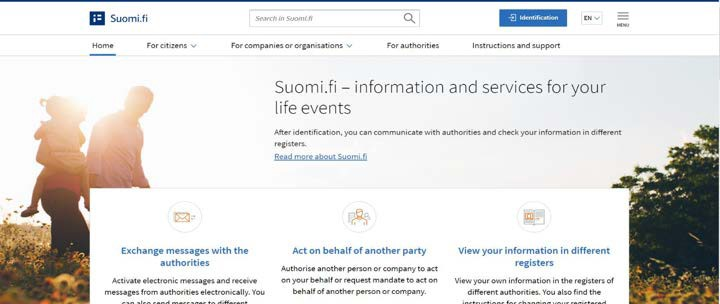 Suomi.fi
Search in Suomi.fi
Identification
EN
MENU
Home
For citizens
For companies or organisations
For authorities
Instructions and support
Suomi.fi – information and services for your
life events
After identification, you can communicate with authorities and check your information in different
registers.
Read more about Suomi.fi
Exchange messages with the
authorities
Activate electronic messages and receive
messages from authorities electronically. You
can also send messages to different
Act on behalf of another party
Authorise another person or company to act
on your behalf or request mandate to act on
behalf of another person or company.
View your information in different
registers
View your own information in the registers of
different authorities. You also find the
instructions for changing your registered